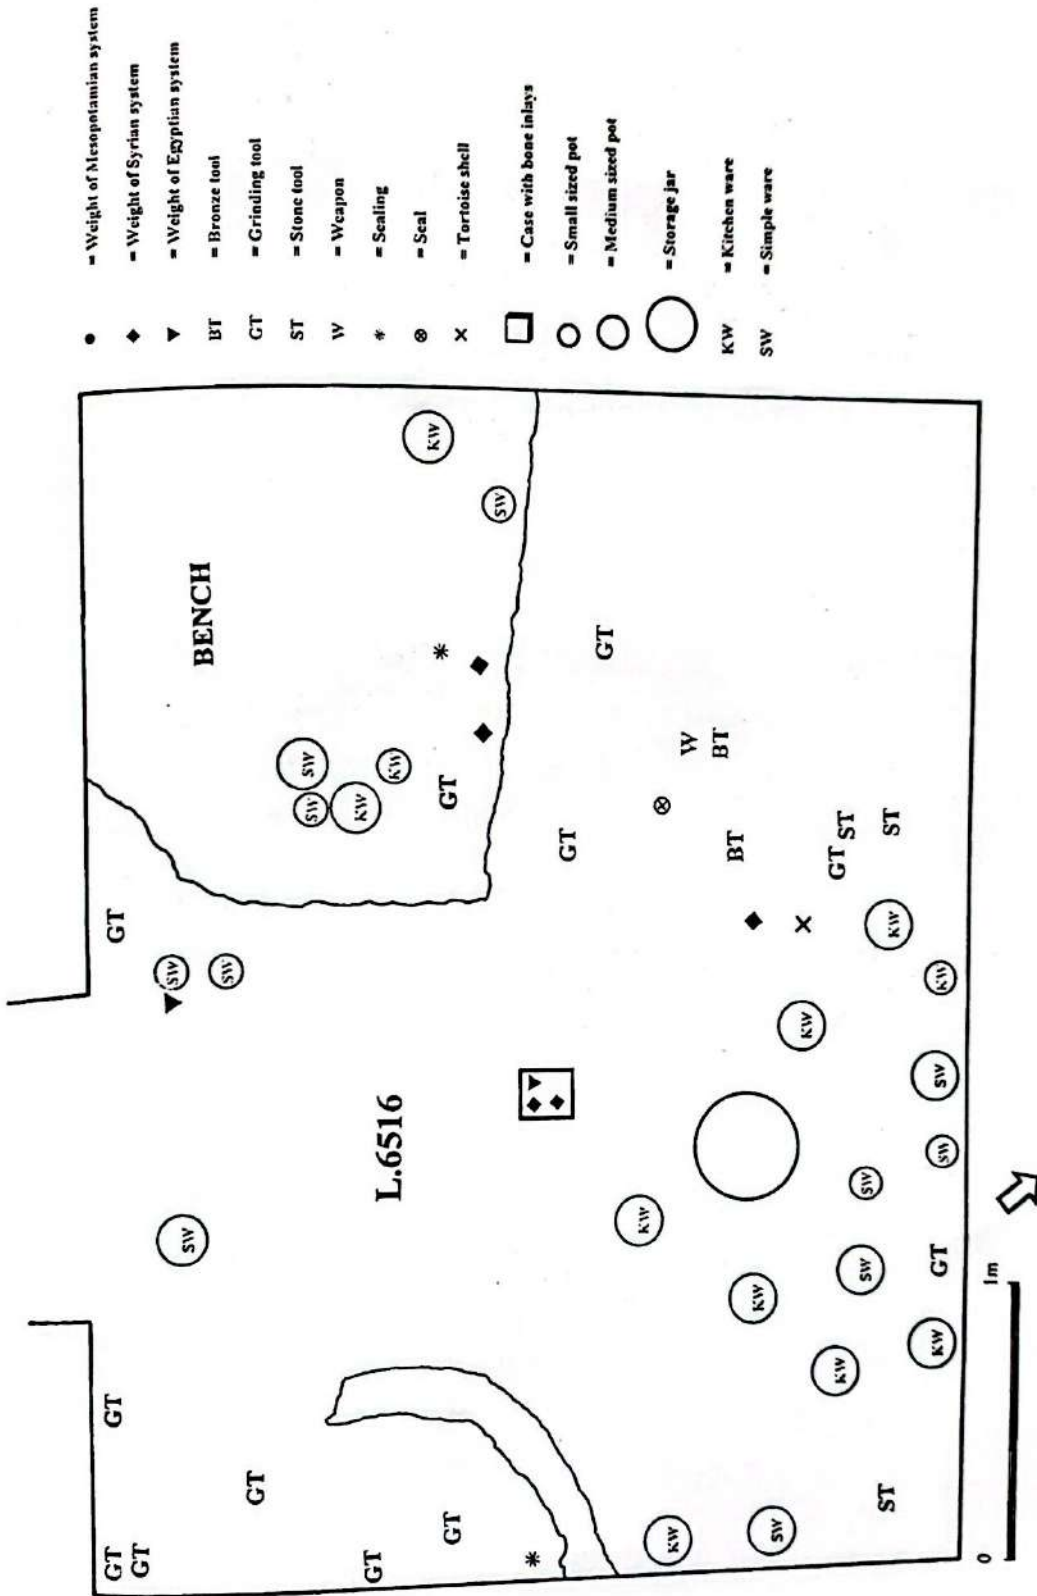 GT GT GT
GT
SW
SW
BENCH
SW
GT
SW
SW
KW
GT
L.6516
KW
KW
GT GT
SW
GT
GT
KW
KW
W
BT
BT
KW
SW
KW
KW GT ST
SW SW
ST KW ST
KW GT SW SW KW
0 1m
= Weight of Mesopotamian system
= Weight of Syrian system
= Weight of Egyptian system
BT = Bronze tool
GT = Grinding tool
ST = Stone tool
W = Weapon
= Sealing
= Seal
= Tortoise shell
= Case with bone inlays
= Small sized pot
= Medium sized pot
= Storage jar
KW = Kitchen ware
SW = Simple ware